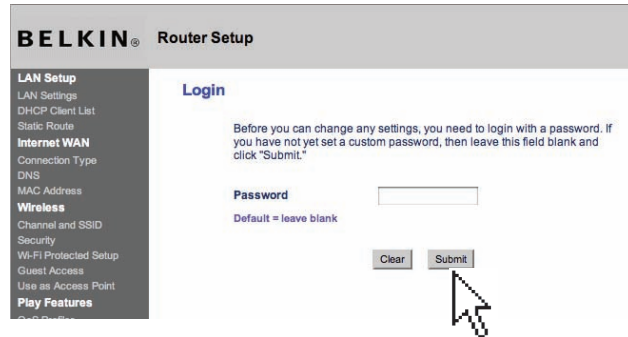 BELKIN® Router Setup
LAN Setup
LAN Settings
DHCP Client List
Static Route
Internet WAN
Connection Type
DNS
MAC Address
Wireless
Channel and SSID
Security
Wi-Fi Protected Setup
Guest Access
Use as Access Point
Play Features
Login
Before you can change any settings, you need to login with a password. If
you have not yet set a custom password, then leave this field blank and
click "Submit."
Password
Default = leave blank
Clear Submit